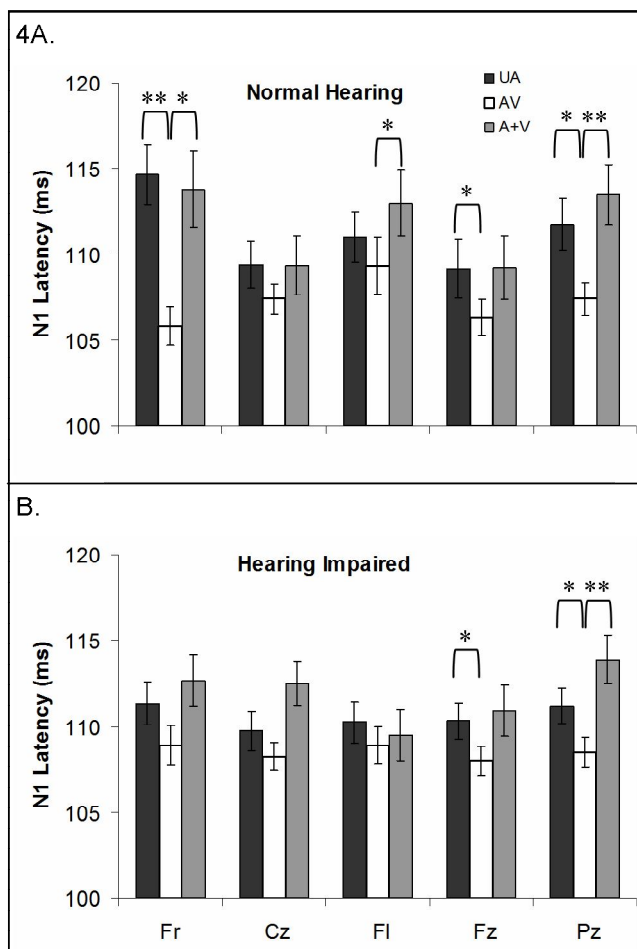 4A.
Normal Hearing
UA
AV
A+V
N1 Latency (ms)
120
115
110
105
100
** *
*
*
* **
B.
Hearing Impaired
N1 Latency (ms)
120
115
110
105
100
*
* **
Fr Cz Fl Fz Pz